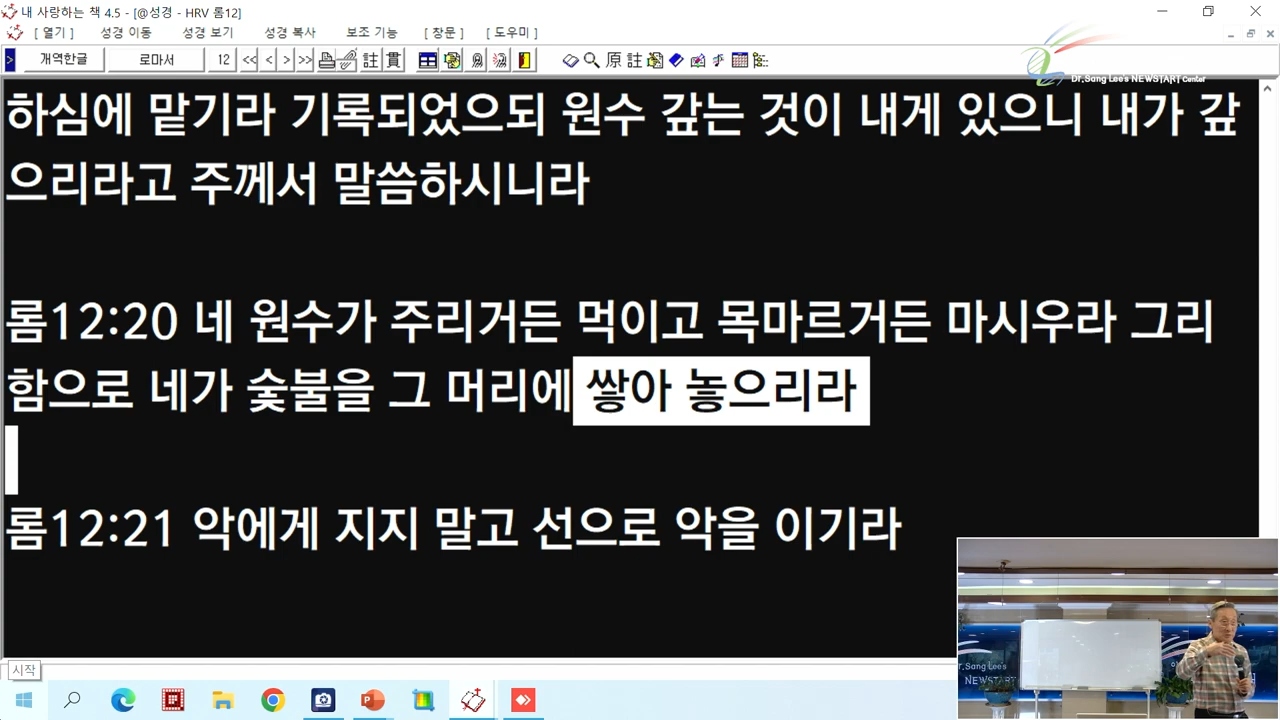 내 사랑하는 책 4.5 - [@성경 - HRV 롬12]
[ 열기 ] 성경 이동 성경 보기 성경 복사 보조 기능 [ 창문 ] [ 도우미 ]
개역한글 로마서 12 << < > >> 註 貫 原 註
Dr.Sang Lee's NEWSTART Center
하심에 맡기라 기록되었으되 원수 갚는 것이 내게 있으니 내가 갚
으리라고 주께서 말씀하시니라
롬12:20 네 원수가 주리거든 먹이고 목마르거든 마시우라 그리
함으로 네가 숯불을 그 머리에 쌓아 놓으리라
롬12:21 악에게 지지 말고 선으로 악을 이기라
시작
r.Sang Lee's
NEWSTART